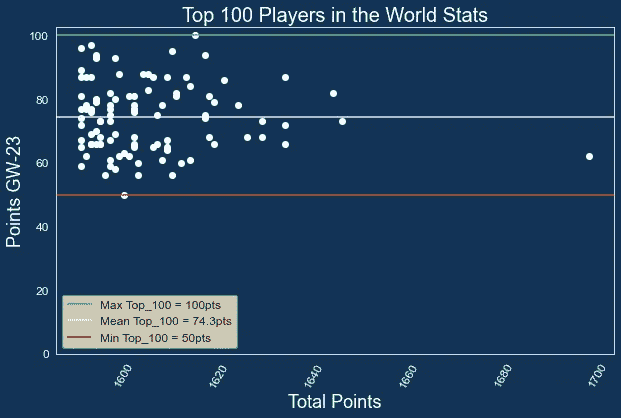 Top 100 Players in the World Stats
Points GW-23
100
80
60
40
20
0
Max Top_100 = 100pts
Mean Top_100 = 74.3pts
Min Top_100 = 50pts
1600
1620
1640
1660
1680
1700
Total Points